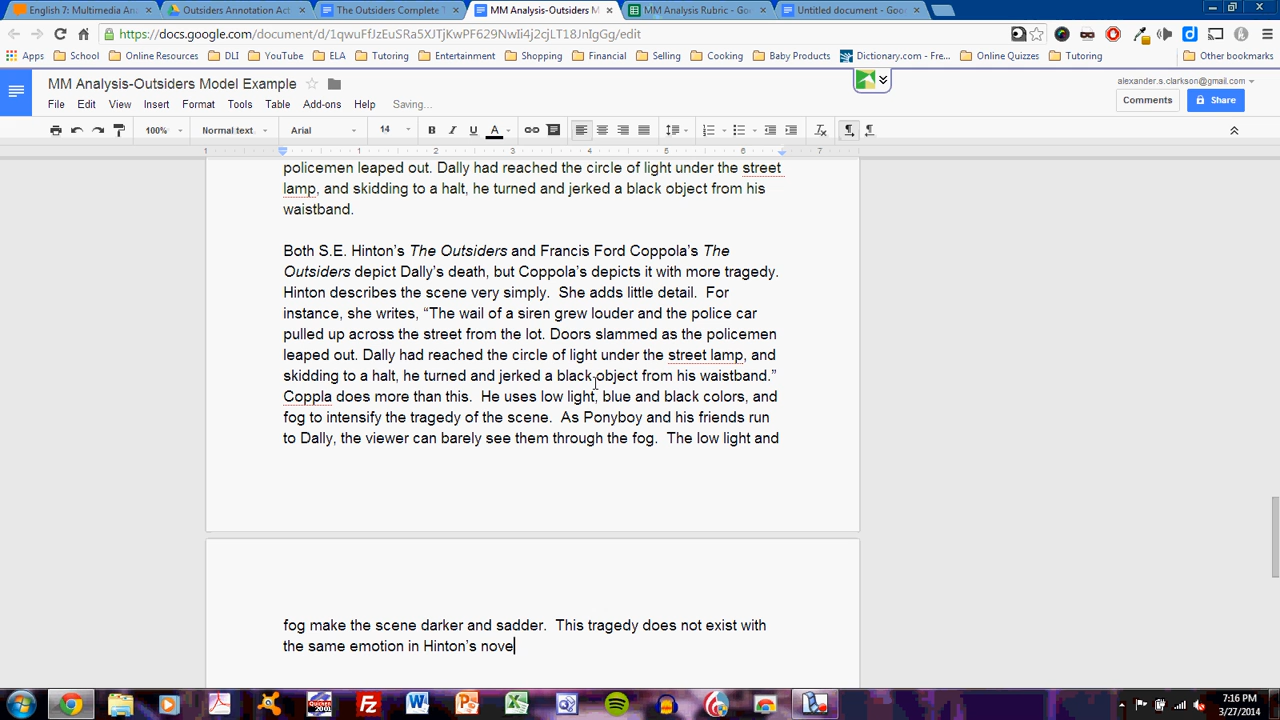 English 7: Multimedia An
Outsiders Annotation Act
The Outsiders Complete T
MM Analysis-Outsiders M
MM Analysis Rubric - Goo
Untitled document - Goo
https://docs.google.com/document/d/
Apps School Online Resources DLI YouTube ELA Tutoring Entertainment Shopping Financial Selling Cooking Baby Products Dictionary.com - Fre... Online Quizzes Tutoring Other bookmarks
MM Analysis-Outsiders Model Example
alexander.s.clarkson@gmail.com
File Edit View Insert Format Tools Table Add-ons Help Saving...
Comments Share
100% Normal text Arial 14 B I U A
1 1 2 3 4 5 6 7
policemen leaped out. Dally had reached the circle of light under the street
lamp, and skidding to a halt, he turned and jerked a black object from his
waistband.
Both S.E. Hinton's The Outsiders and Francis Ford Coppola's The
Outsiders depict Dally's death, but Coppola's depicts it with more tragedy.
Hinton describes the scene very simply.  She adds little detail.  For
instance, she writes, “The wail of a siren grew louder and the police car
pulled up across the street from the lot. Doors slammed as the policemen
leaped out. Dally had reached the circle of light under the street lamp, and
skidding to a halt, he turned and jerked a black object from his waistband.”
Coppla does more than this.  He uses low light, blue and black colors, and
fog to intensify the tragedy of the scene.  As Ponyboy and his friends run
to Dally, the viewer can barely see them through the fog.  The low light and
fog make the scene darker and sadder.  This tragedy does not exist with
the same emotion in Hinton's nove
7:16 PM
3/27/2014